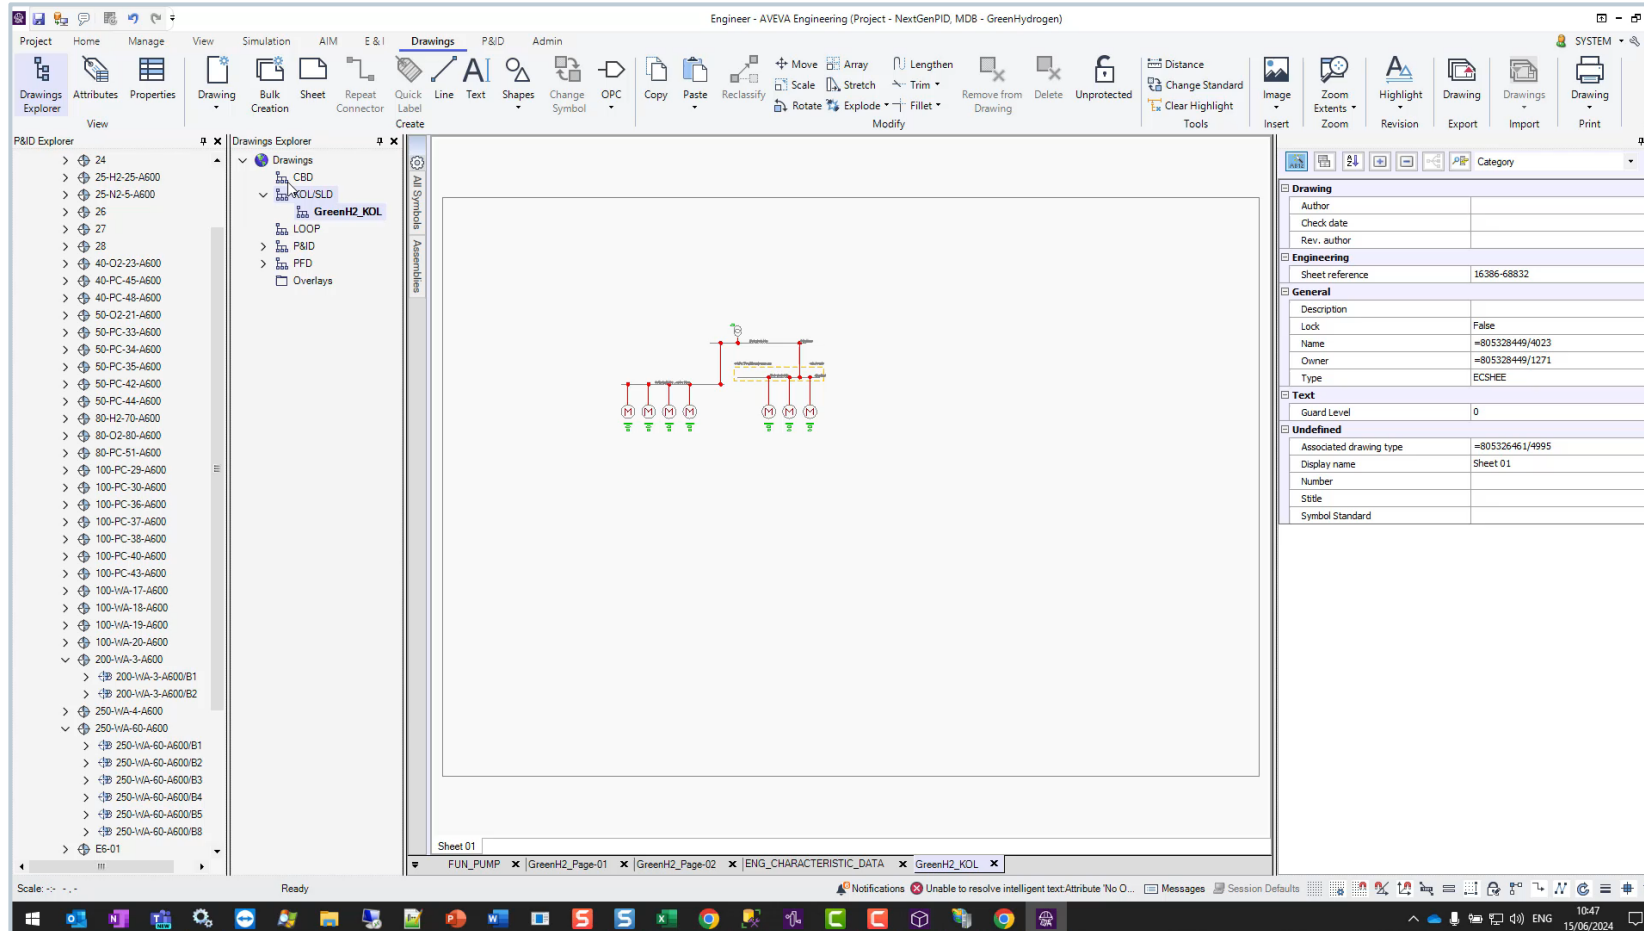 Engineer - AVEVA Engineering (Project - NextGenPID, MDB - GreenHydrogen)
Project Home Manage View Simulation AIM E & I Drawings P&ID Admin
SYSTEM
Drawings Explorer
Attributes
Properties
View
Drawing
Bulk Creation
Sheet
Repeat Connector
Quick Label
Line
Text
Shapes
Change Symbol
OPC
Create
Copy
Paste
Reclassify
Move
Array
Lengthen
Scale
Stretch
Trim
Rotate
Explode
Fillet
Remove from Drawing
Delete
Unprotected
Modify
Distance
Change Standard
Clear Highlight
Tools
Image
Insert
Zoom Extents
Zoom
Highlight
Revision
Drawing
Export
Drawings
Import
Drawing
Print
P&ID Explorer
24
25-H2-25-A600
25-N2-5-A600
26
27
28
40-O2-23-A600
40-PC-45-A600
40-PC-48-A600
50-O2-21-A600
50-PC-33-A600
50-PC-34-A600
50-PC-35-A600
50-PC-42-A600
50-PC-44-A600
80-H2-70-A600
80-O2-80-A600
80-PC-51-A600
100-PC-29-A600
100-PC-30-A600
100-PC-36-A600
100-PC-37-A600
100-PC-38-A600
100-PC-40-A600
100-PC-43-A600
100-WA-17-A600
100-WA-18-A600
100-WA-19-A600
100-WA-20-A600
200-WA-3-A600
200-WA-3-A600/B1
200-WA-3-A600/B2
250-WA-4-A600
250-WA-60-A600
250-WA-60-A600/B1
250-WA-60-A600/B2
250-WA-60-A600/B3
250-WA-60-A600/B4
250-WA-60-A600/B5
250-WA-60-A600/B8
E6-01
Drawings Explorer
Drawings
CBD
KOL/SLD
GreenH2_KOL
LOOP
P&ID
PFD
Overlays
All Symbols
Assemblies
M M M M M M M
Sheet 01
FUN_PUMP GreenH2_Page-01 GreenH2_Page-02 ENG_CHARACTERISTIC_DATA GreenH2_KOL
Category
Drawing
Author
Check date
Rev. author
Engineering
Sheet reference 16386-68832
General
Description
Lock False
Name =805328449/4023
Owner =805328449/1271
Type ECSHEE
Text
Guard Level 0
Undefined
Associated drawing type =805326461/4995
Display name Sheet 01
Number
Stitle
Symbol Standard
Scale: -:- - . -
Ready
Notifications Unable to resolve intelligent text:Attribute 'No O... Messages Session Defaults
ENG
10:47
15/06/2024